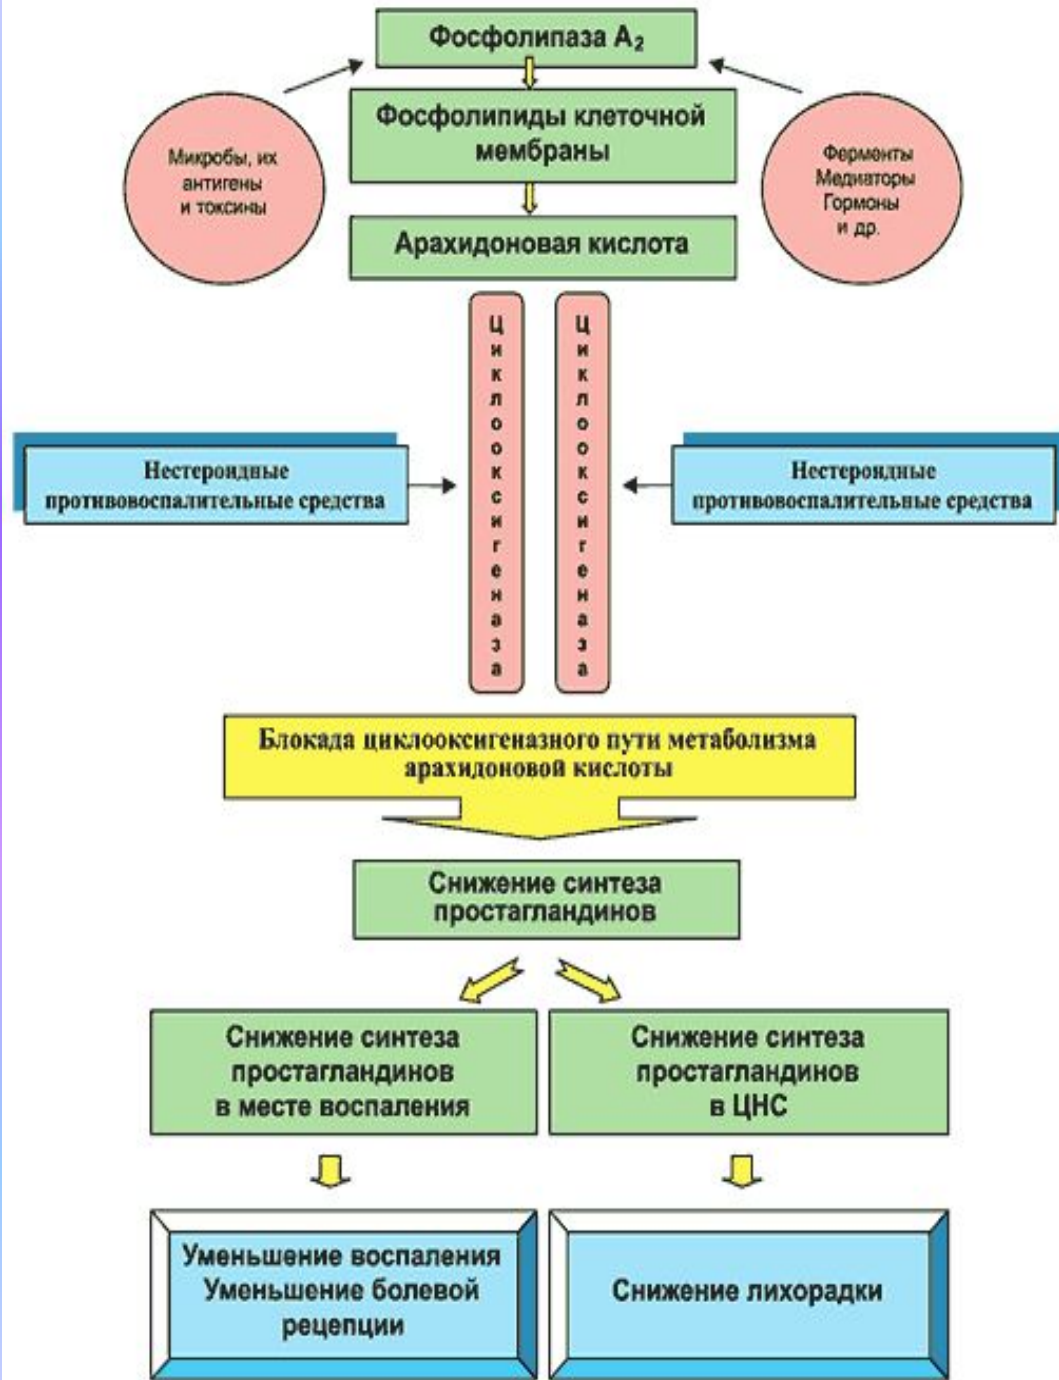 Фосфолипаза А₂
Фосфолипиды клеточной
мембраны
Микробы, их
антигены
и токсины
Ферменты
Медиаторы
Гормоны
и др.
Арахидоновая кислота
Циклооксигеназа
Циклооксигеназа
Нестероидные
противовоспалительные средства
Нестероидные
противовоспалительные средства
Блокада циклооксигеназного пути метаболизма
арахидоновой кислоты
Снижение синтеза
простагландинов
Снижение синтеза
простагландинов
в месте воспаления
Снижение синтеза
простагландинов
в ЦНС
Уменьшение воспаления
Уменьшение болевой
рецепции
Снижение лихорадки